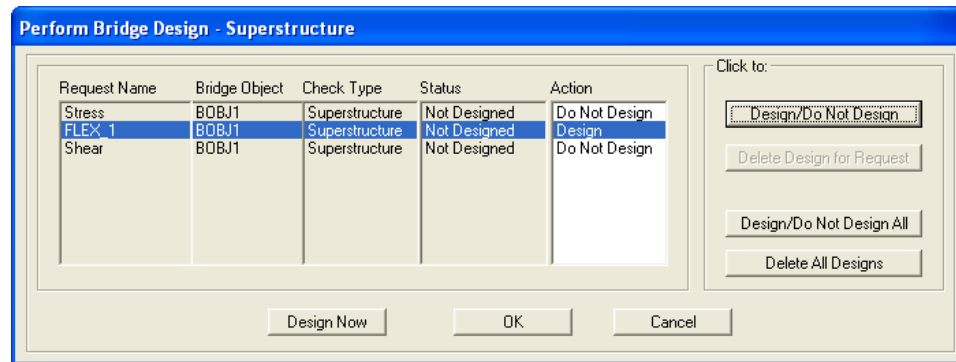 Perform Bridge Design - Superstructure
Click to:
Request Name Bridge Object Check Type Status Action
Stress BOBJ1 Superstructure Not Designed Do Not Design
FLEX_1 BOBJ1 Superstructure Not Designed Design
Shear BOBJ1 Superstructure Not Designed Do Not Design
Design/Do Not Design
Delete Design for Request
Design/Do Not Design All
Delete All Designs
Design Now OK Cancel